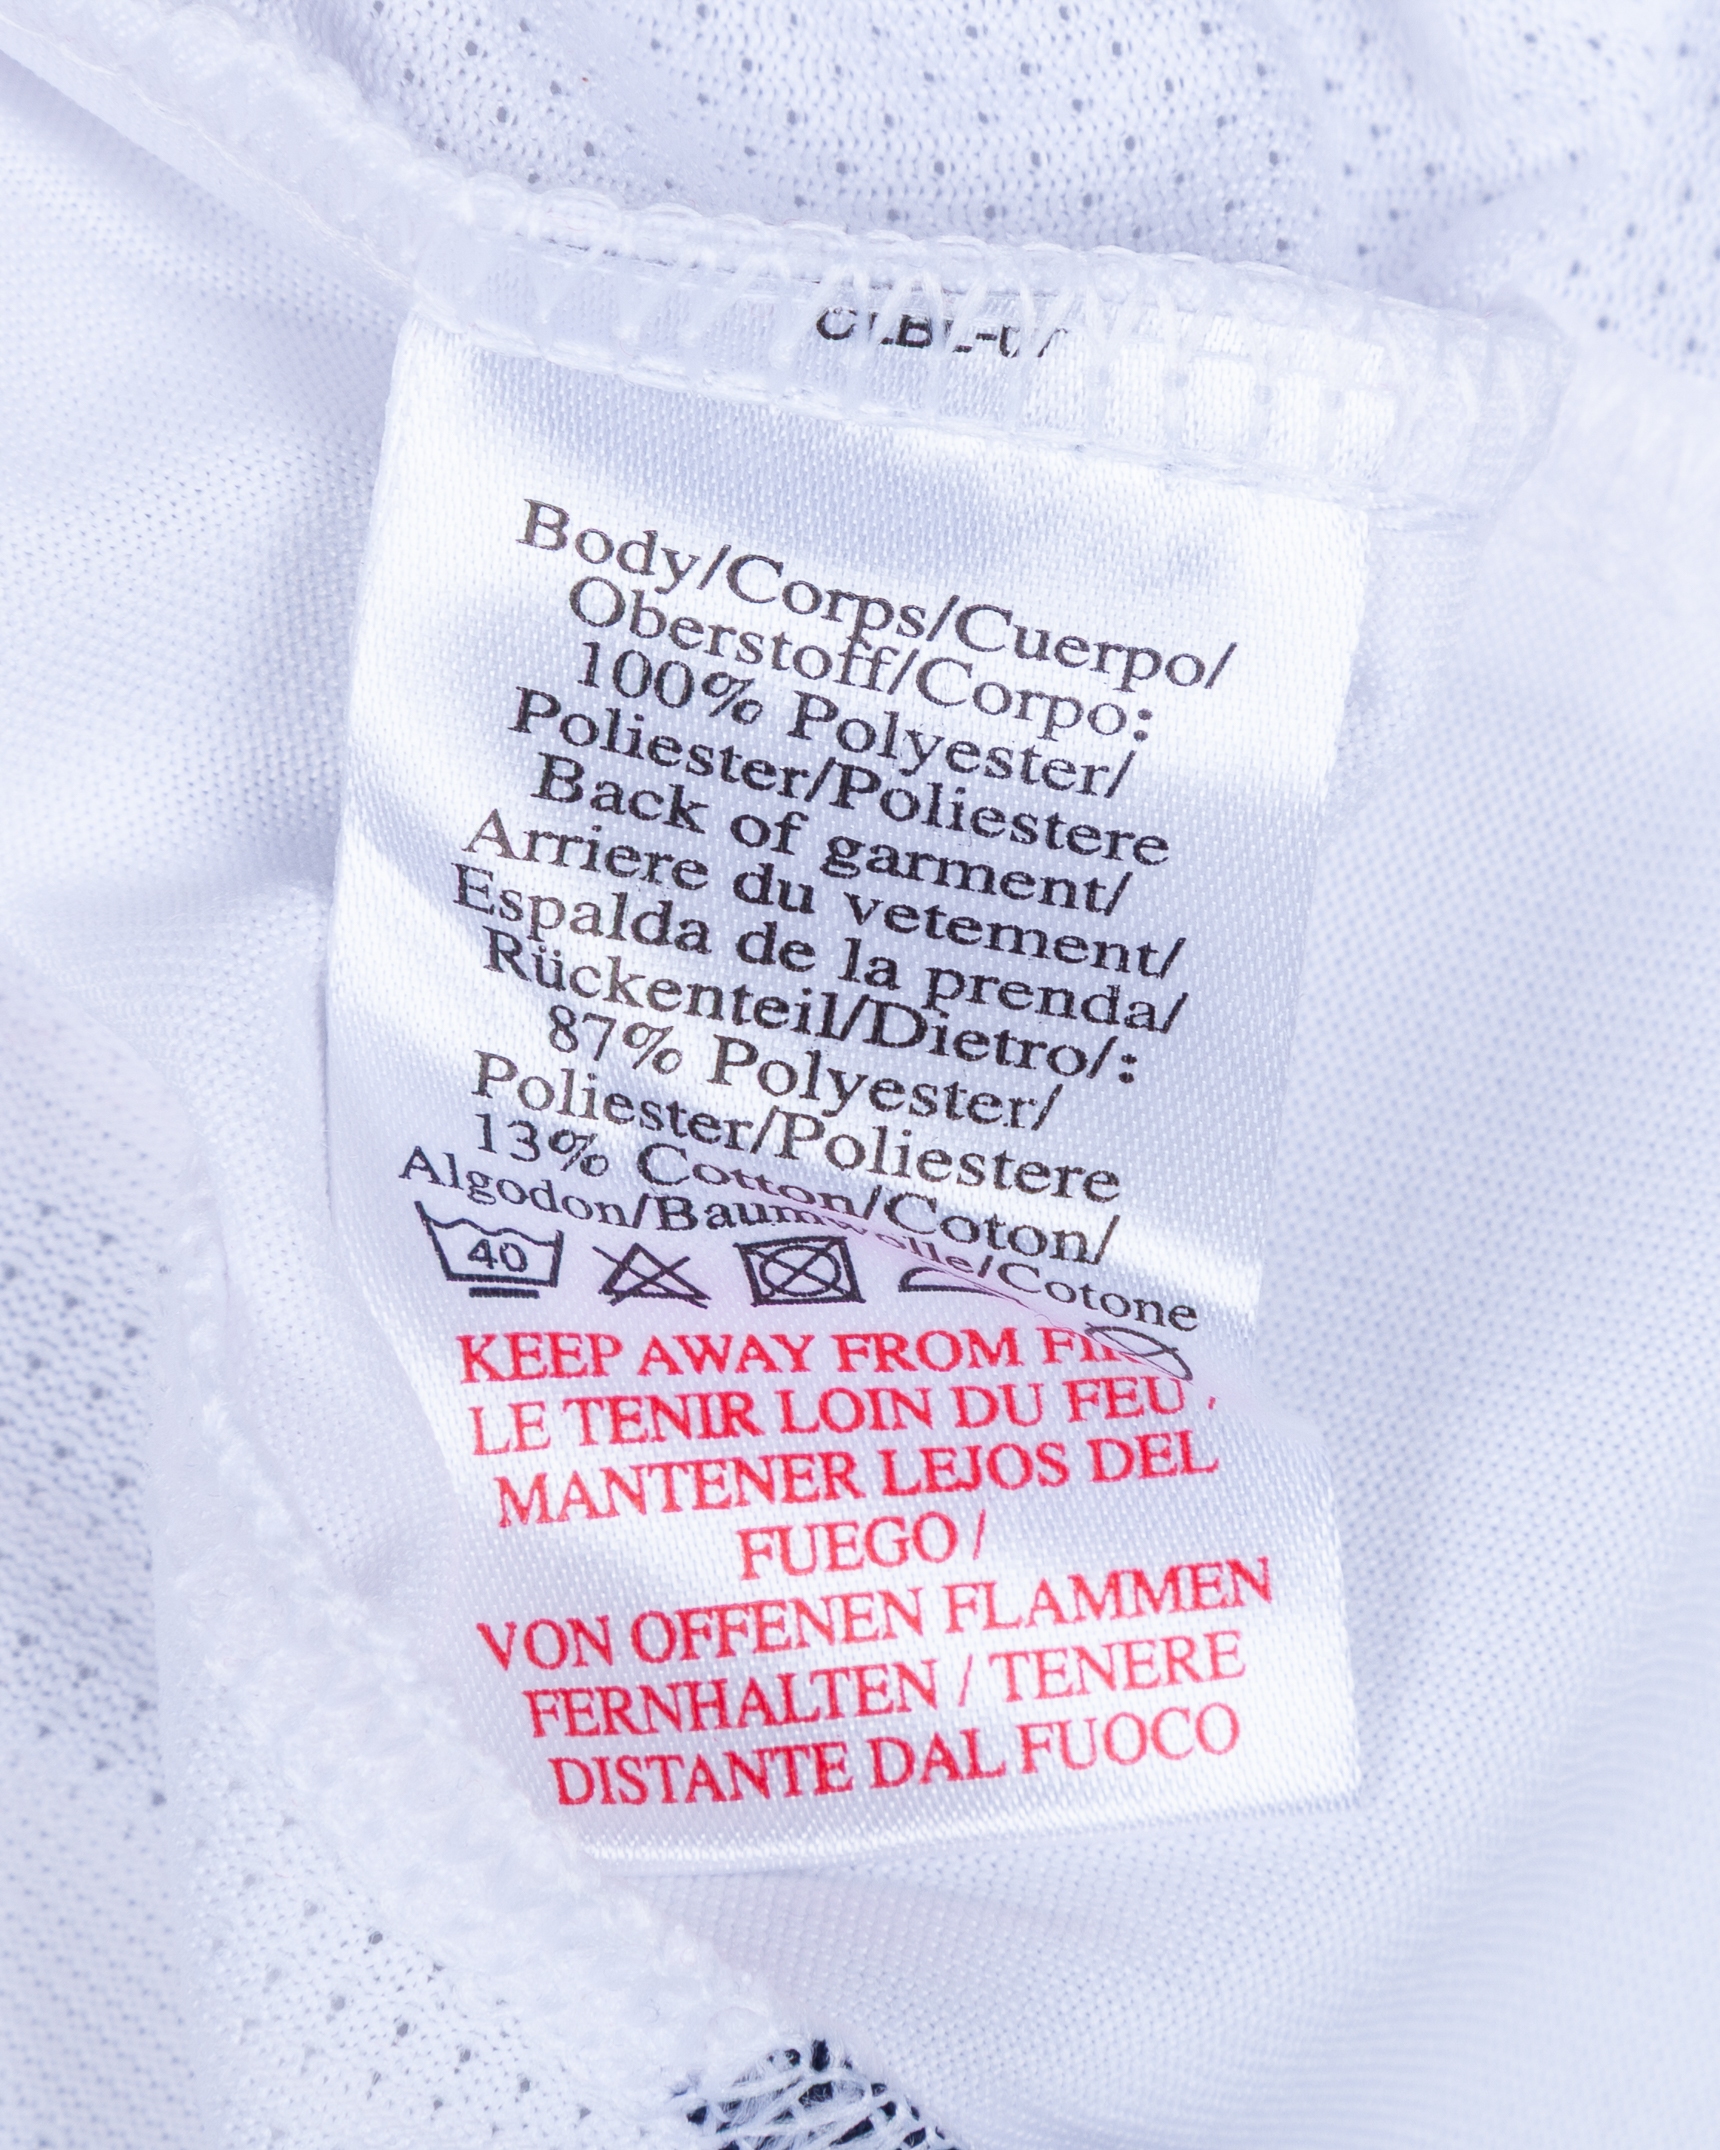 Body/Corps/Cuerpo/
Oberstoff/Corpo:
100% Polyester/
Poliester/Poliestere
Back of garment/
Arriere du vetement/
Espalda de la prenda/
Rückenteil/Dietro/:
87% Polyester/
Poliester/Poliestere
13% Cotton/Coton/
Algodon/Baumwolle/Cotone
40
KEEP AWAY FROM
LE TENIR LOIN DU FEU
MANTENER LEJOS DEL
FUEGO /
VON OFFENEN FLAMMEN
FERNHALTEN / TENERE
DISTANTE DAL FUOCO